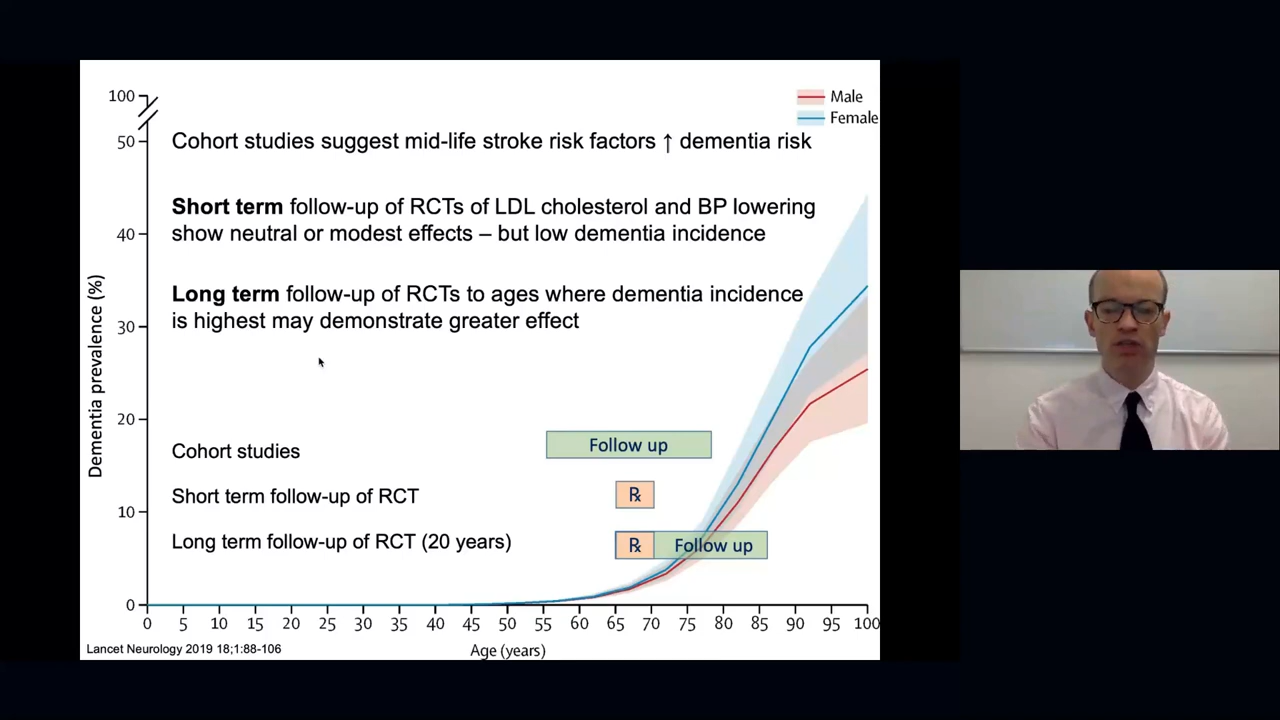 100
Male
Female
50
Cohort studies suggest mid-life stroke risk factors ↑ dementia risk
Short term follow-up of RCTs of LDL cholesterol and BP lowering
show neutral or modest effects – but low dementia incidence
40
Long term follow-up of RCTs to ages where dementia incidence
is highest may demonstrate greater effect
30
Dementia prevalence (%)
20
Cohort studies
Follow up
Short term follow-up of RCT
℞
10
Long term follow-up of RCT (20 years)
℞ Follow up
0
0 5 10 15 20 25 30 35 40 45 50 55 60 65 70 75 80 85 90 95 100
Age (years)
Lancet Neurology 2019 18;1:88-106